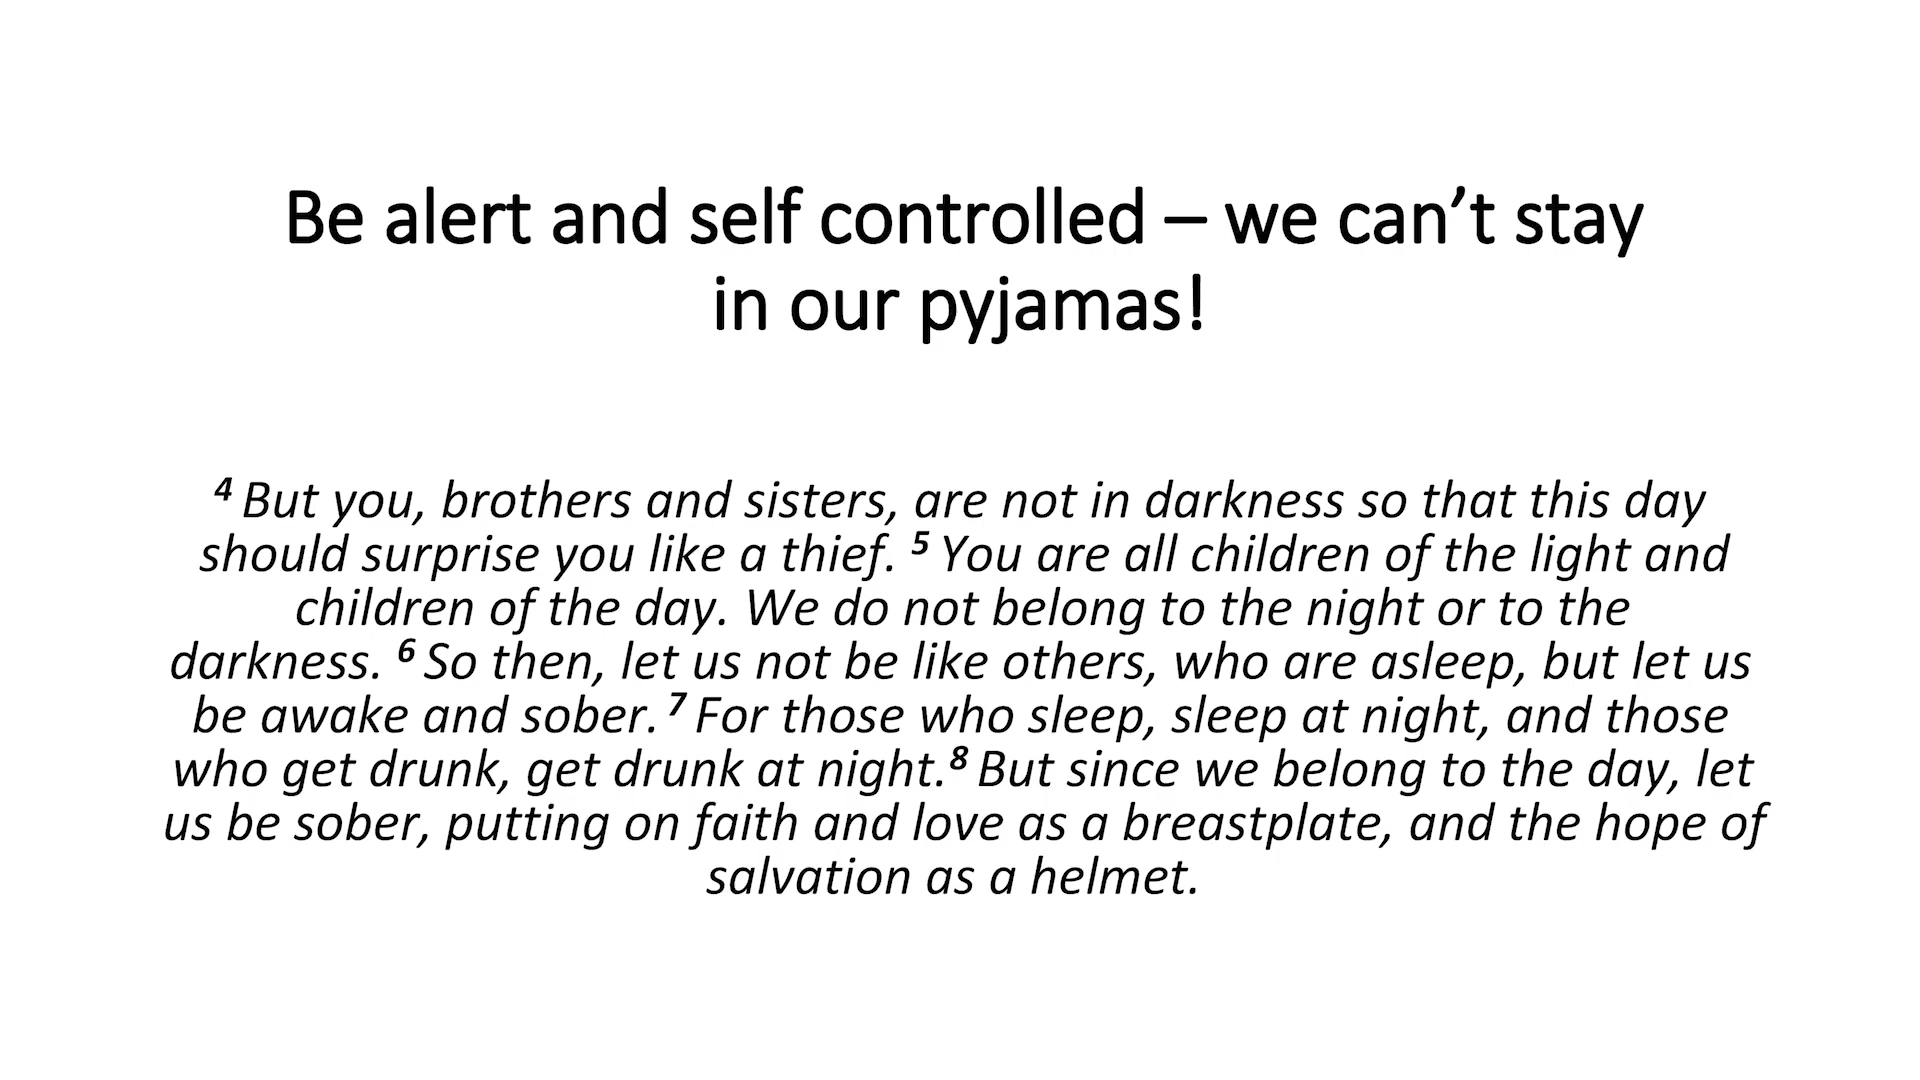 Be alert and self controlled – we can’t stay
in our pyjamas!
4 But you, brothers and sisters, are not in darkness so that this day
should surprise you like a thief. 5 You are all children of the light and
children of the day. We do not belong to the night or to the
darkness. 6 So then, let us not be like others, who are asleep, but let us
be awake and sober. 7 For those who sleep, sleep at night, and those
who get drunk, get drunk at night.8 But since we belong to the day, let
us be sober, putting on faith and love as a breastplate, and the hope of
salvation as a helmet.